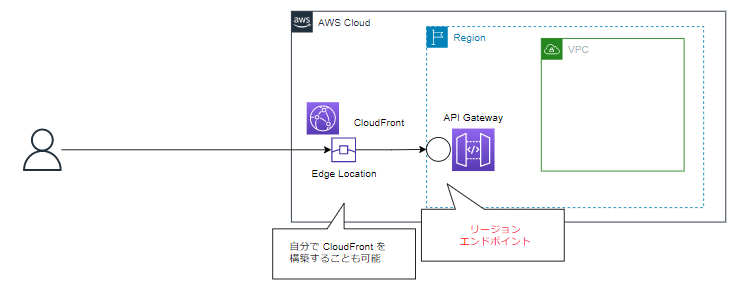 aws
AWS Cloud
Region
VPC
CloudFront
API Gateway
Edge Location
自分で CloudFront を
構築することも可能
リージョン
エンドポイント